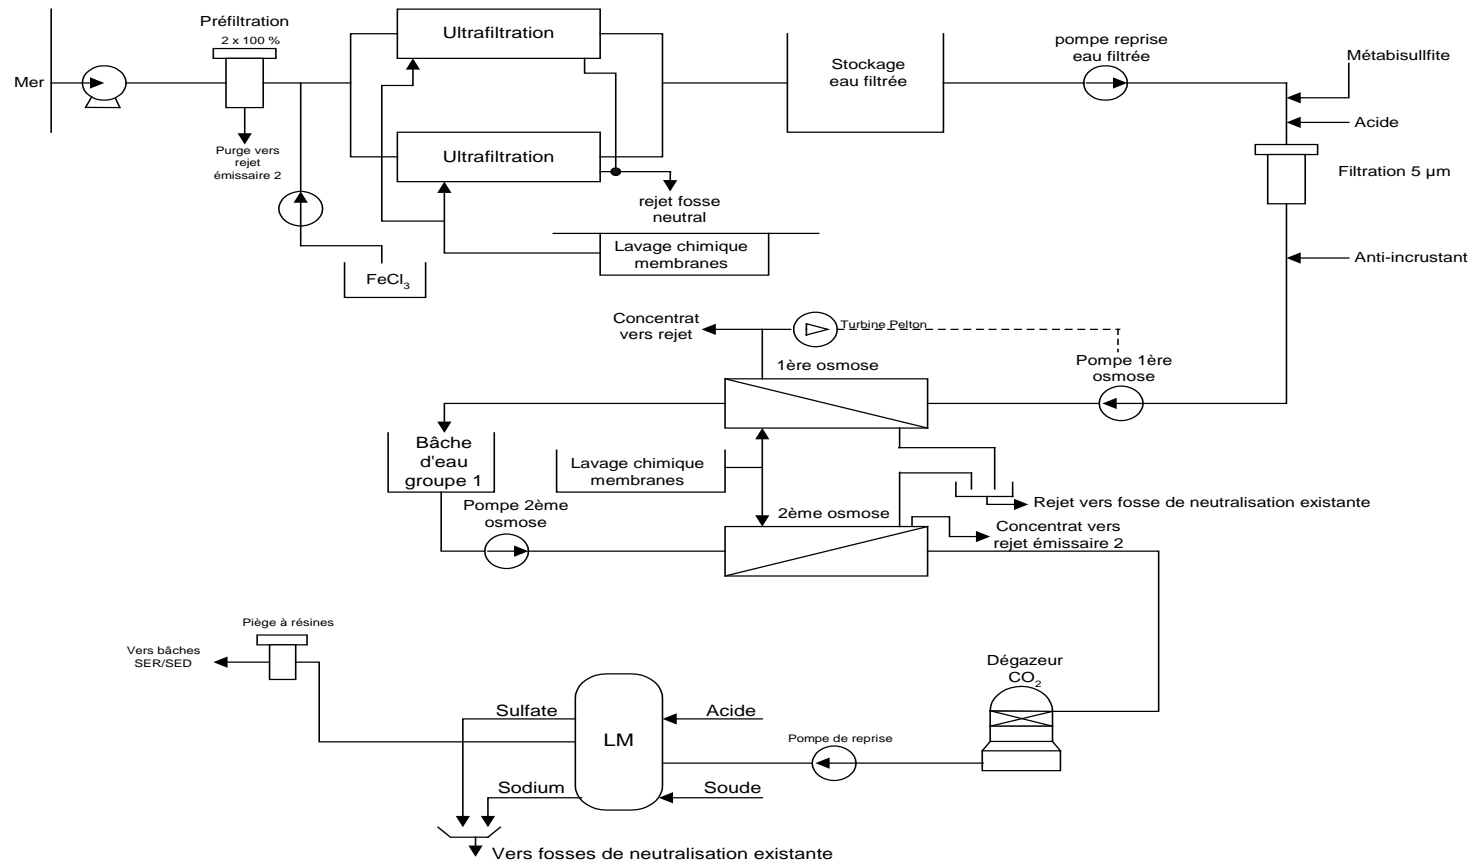 Préfiltration
2 x 100 %
Mer
Purge vers
rejet
émissaire 2
FeCl3
Ultrafiltration
Ultrafiltration
rejet fosse
neutral
Lavage chimique
membranes
Stockage
eau filtrée
pompe reprise
eau filtrée
Métabisullfite
Acide
Filtration 5 µm
Anti-incrustant
Concentrat
vers rejet
Turbine Pelton
1ère osmose
Pompe 1ère
osmose
Bâche
d'eau
groupe 1
Lavage chimique
membranes
Pompe 2ème
osmose
2ème osmose
Rejet vers fosse de neutralisation existante
Concentrat vers
rejet émissaire 2
Piège à résines
Vers bâches
SER/SED
Dégazeur
CO2
Sulfate
Acide
LM
Pompe de reprise
Sodium
Soude
Vers fosses de neutralisation existante